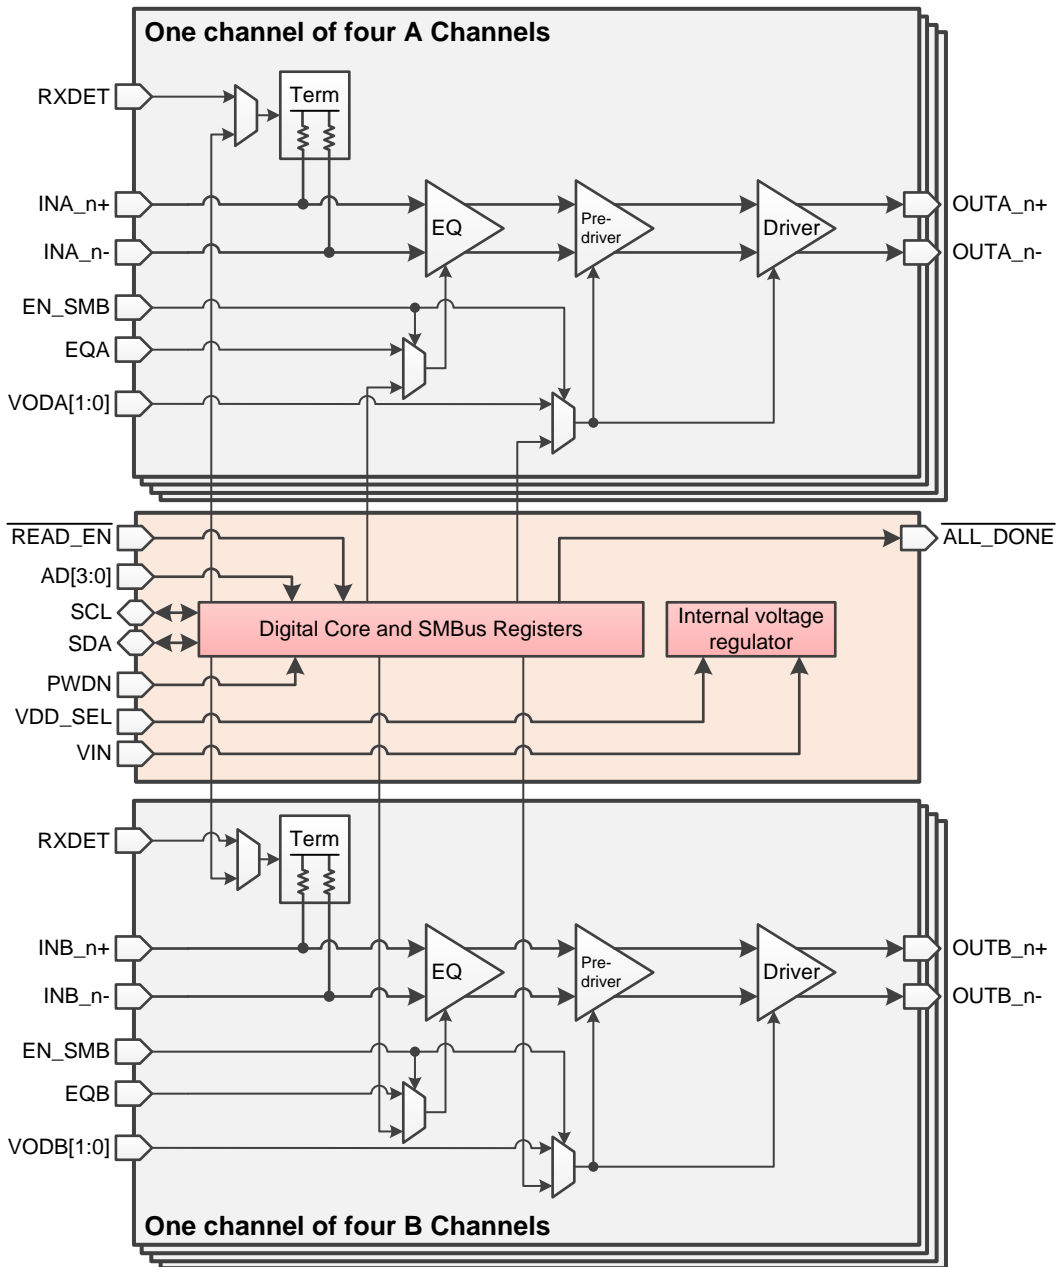 One channel of four A Channels
RXDET
Term
INA_n+
INA_n-
EQ
Pre-
driver
Driver
OUTA_n+
OUTA_n-
EN_SMB
EQA
VODA[1:0]
READ_EN
ALL_DONE
AD[3:0]
SCL
SDA
Digital Core and SMBus Registers
Internal voltage
regulator
PWDN
VDD_SEL
VIN
RXDET
Term
INB_n+
INB_n-
EQ
Pre-
driver
Driver
OUTB_n+
OUTB_n-
EN_SMB
EQB
VODB[1:0]
One channel of four B Channels